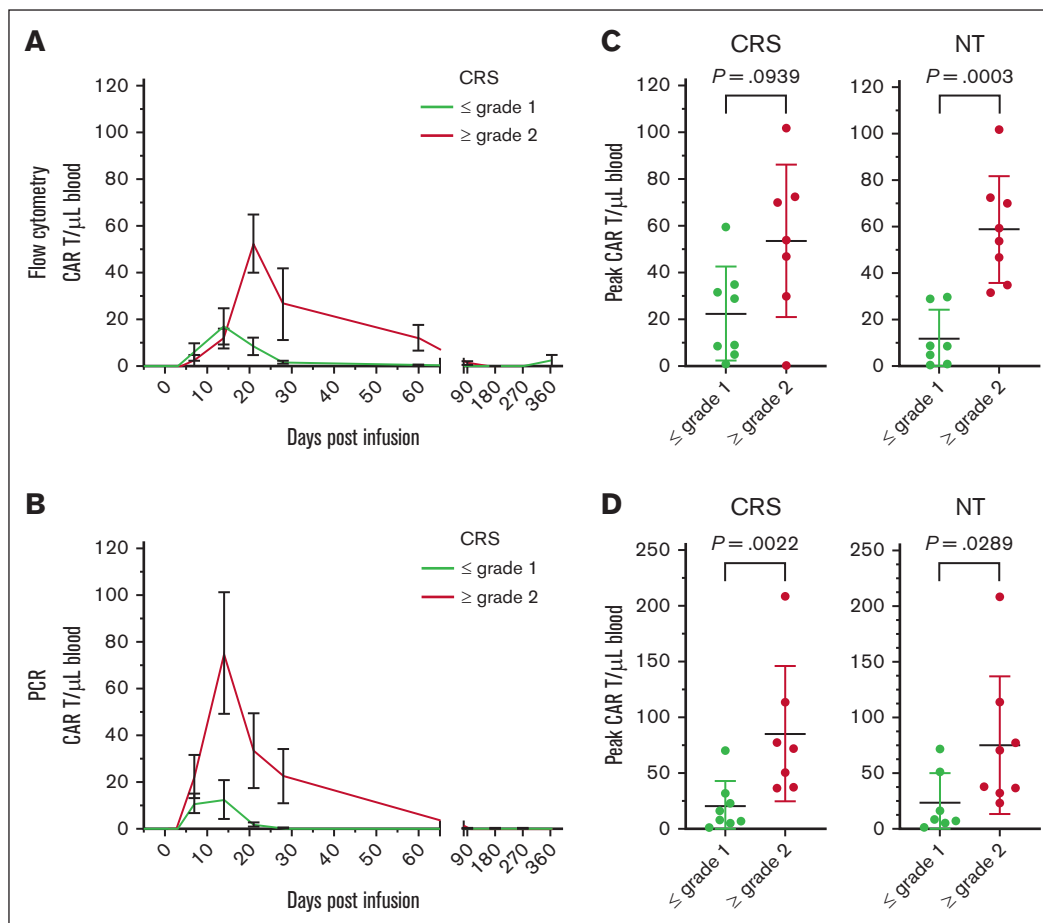 A
CRS
≤ grade 1
≥ grade 2
Flow cytometry
CAR T/μL blood
120
100
80
60
40
20
0
0 10 20 30 40 50 60 90 180 270 360
Days post infusion
B
CRS
≤ grade 1
≥ grade 2
PCR
CAR T/μL blood
120
100
80
60
40
20
0
0 10 20 30 40 50 60 90 180 270 360
Days post infusion
C
CRS
P = .0939
Peak CAR T/μL blood
120
100
80
60
40
20
0
≤ grade 1
≥ grade 2
NT
P = .0003
120
100
80
60
40
20
0
≤ grade 1
≥ grade 2
D
CRS
P = .0022
Peak CAR T/μL blood
250
200
150
100
50
0
≤ grade 1
≥ grade 2
NT
P = .0289
250
200
150
100
50
0
≤ grade 1
≥ grade 2